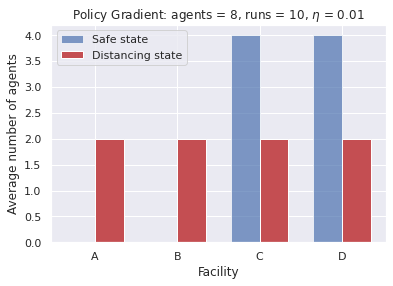 Policy Gradient: agents = 8, runs = 10, η = 0.01
Safe state
Distancing state
Average number of agents
4.0
3.5
3.0
2.5
2.0
1.5
1.0
0.5
0.0
A B C D
Facility